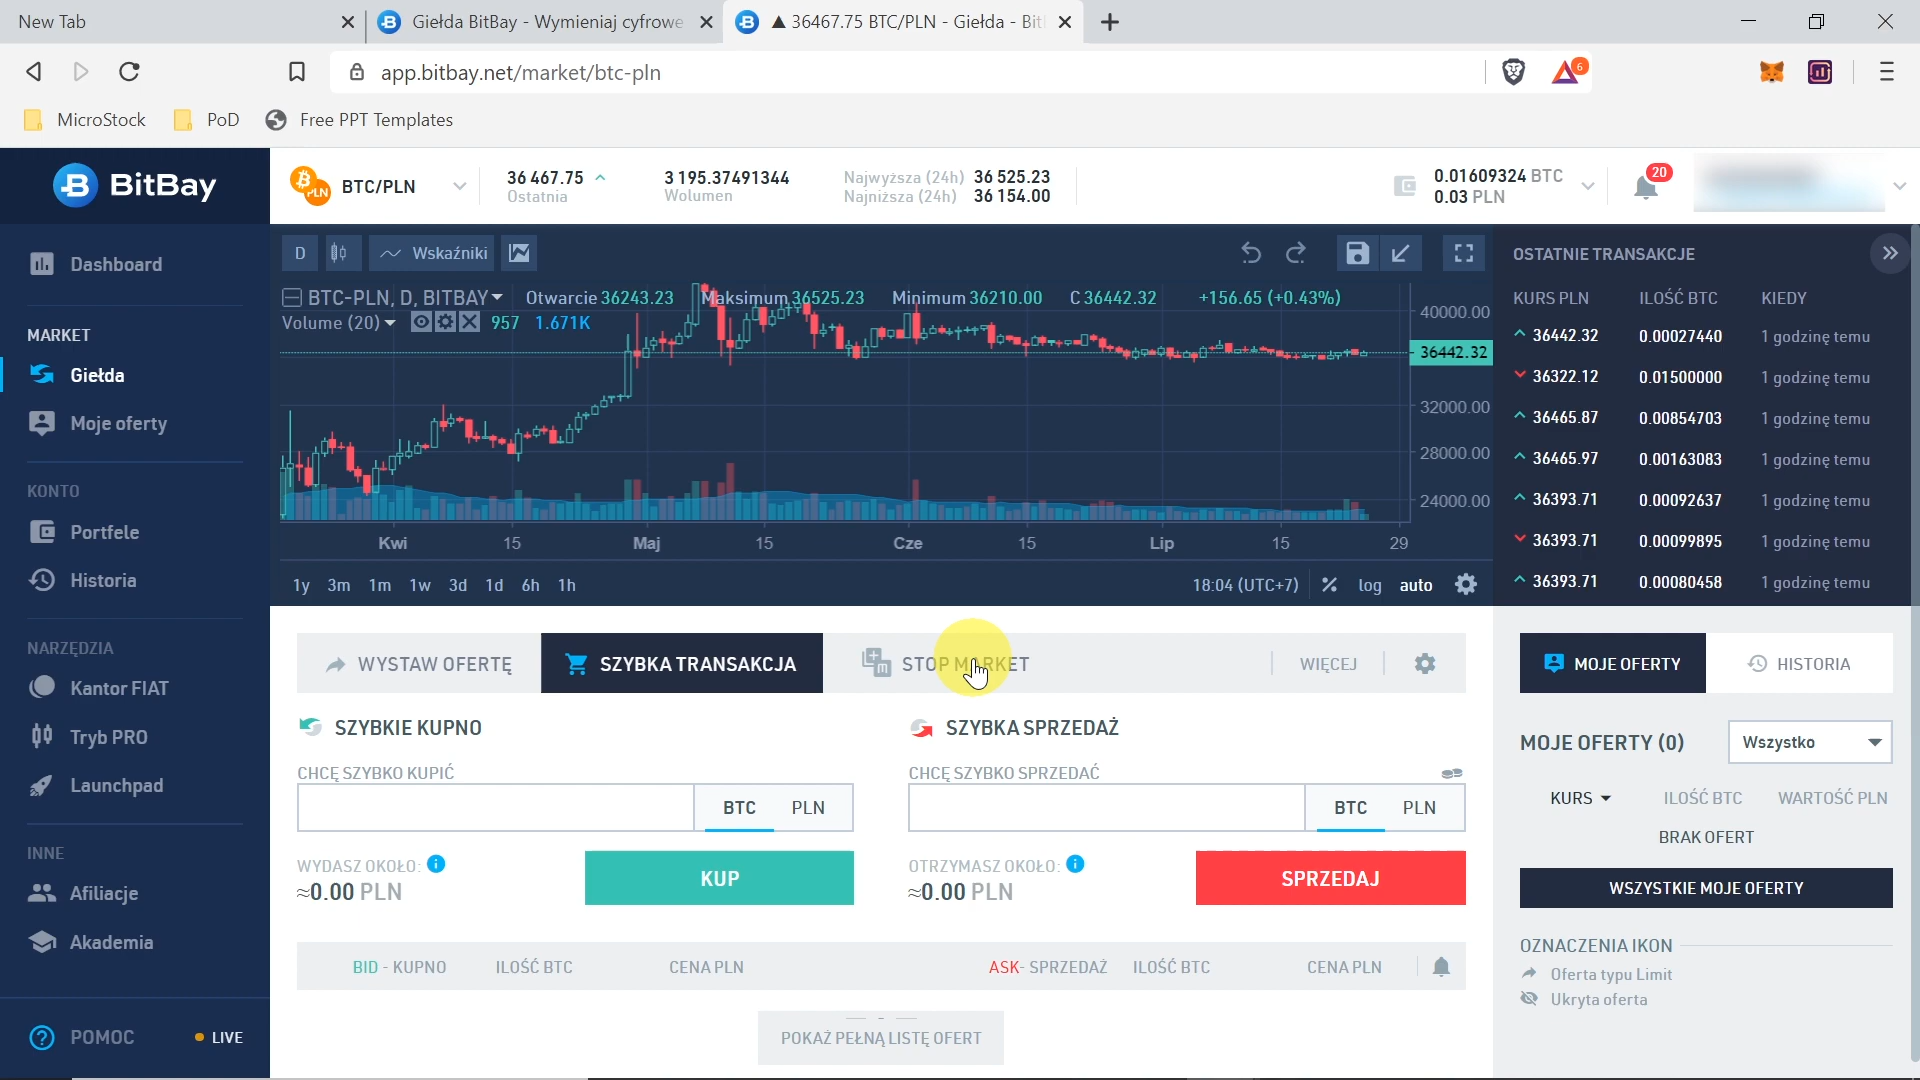 New Tab
Giełda BitBay - Wymieniaj cyfrowe
▲ 36467.75 BTC/PLN - Giełda - Bit
app.bitbay.net/market/btc-pln
6
MicroStock
PoD
Free PPT Templates
BitBay
BTC/PLN
36 467.75
Ostatnia
3 195.37491344
Wolumen
Najwyższa (24h) 36 525.23
Najniższa (24h) 36 154.00
0.01609324 BTC
0.03 PLN
20
Dashboard
MARKET
Giełda
Moje oferty
KONTO
Portfele
Historia
NARZĘDZIA
Kantor FIAT
Tryb PRO
Launchpad
INNE
Afiliacje
Akademia
POMOC
LIVE
D
Wskaźniki
BTC-PLN, D, BITBAY
Otwarcie 36243.23 Maksimum 36525.23 Minimum 36210.00 C 36442.32 +156.65 (+0.43%)
Volume (20) 957 1.671K
40000.00
36442.32
32000.00
28000.00
24000.00
Kwi 15 Maj 15 Cze 15 Lip 15 29
1y 3m 1m 1w 3d 1d 6h 1h
18:04 (UTC+7) % log auto
OSTATNIE TRANSAKCJE
KURS PLN ILOŚĆ BTC KIEDY
36442.32 0.00027440 1 godzinę temu
36322.12 0.01500000 1 godzinę temu
36465.87 0.00854703 1 godzinę temu
36465.97 0.00163083 1 godzinę temu
36393.71 0.00092637 1 godzinę temu
36393.71 0.00099895 1 godzinę temu
36393.71 0.00080458 1 godzinę temu
WYSTAW OFERTĘ
SZYBKA TRANSAKCJA
STOP MARKET
WIĘCEJ
SZYBKIE KUPNO
CHCĘ SZYBKO KUPIĆ
BTC PLN
WYDASZ OKOŁO:
≈0.00 PLN
KUP
SZYBKA SPRZEDAŻ
CHCĘ SZYBKO SPRZEDAĆ
BTC PLN
OTRZYMASZ OKOŁO:
≈0.00 PLN
SPRZEDAJ
BID - KUPNO ILOŚĆ BTC CENA PLN
ASK- SPRZEDAŻ ILOŚĆ BTC CENA PLN
POKAŻ PEŁNĄ LISTĘ OFERT
MOJE OFERTY
HISTORIA
MOJE OFERTY (0)
Wszystko
KURS ILOŚĆ BTC WARTOŚĆ PLN
BRAK OFERT
WSZYSTKIE MOJE OFERTY
OZNACZENIA IKON
Oferta typu Limit
Ukryta oferta